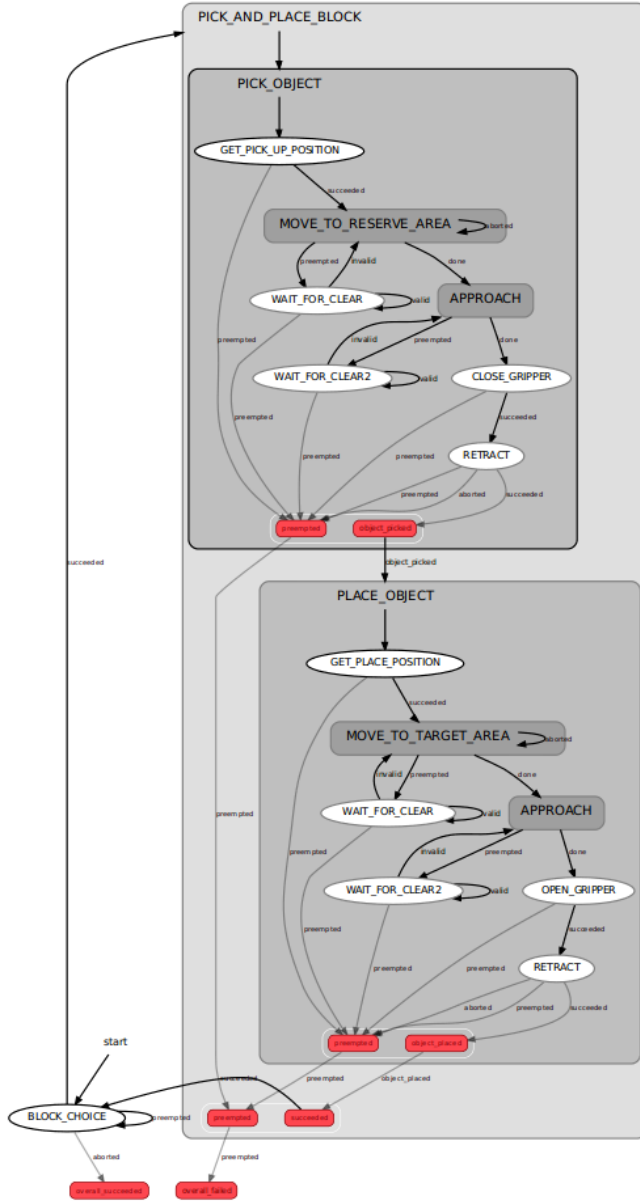 PICK_AND_PLACE_BLOCK
PICK_OBJECT
GET_PICK_UP_POSITION
succeeded
MOVE_TO_RESERVE_AREA
aborted
preempted
invalid
done
WAIT_FOR_CLEAR
valid
APPROACH
preempted
invalid
preempted
done
WAIT_FOR_CLEAR2
valid
CLOSE_GRIPPER
preempted
succeeded
preempted
preempted
RETRACT
preempted
aborted
succeeded
preempted
object_picked
succeeded
object_picked
PLACE_OBJECT
GET_PLACE_POSITION
succeeded
MOVE_TO_TARGET_AREA
aborted
invalid
preempted
done
WAIT_FOR_CLEAR
valid
APPROACH
preempted
preempted
invalid
preempted
done
WAIT_FOR_CLEAR2
valid
OPEN_GRIPPER
preempted
succeeded
preempted
preempted
RETRACT
aborted
preempted
succeeded
start
preempted
object_placed
succeeded
preempted
object_placed
BLOCK_CHOICE
preempted
preempted
succeeded
aborted
preempted
overall_succeeded
overall_failed